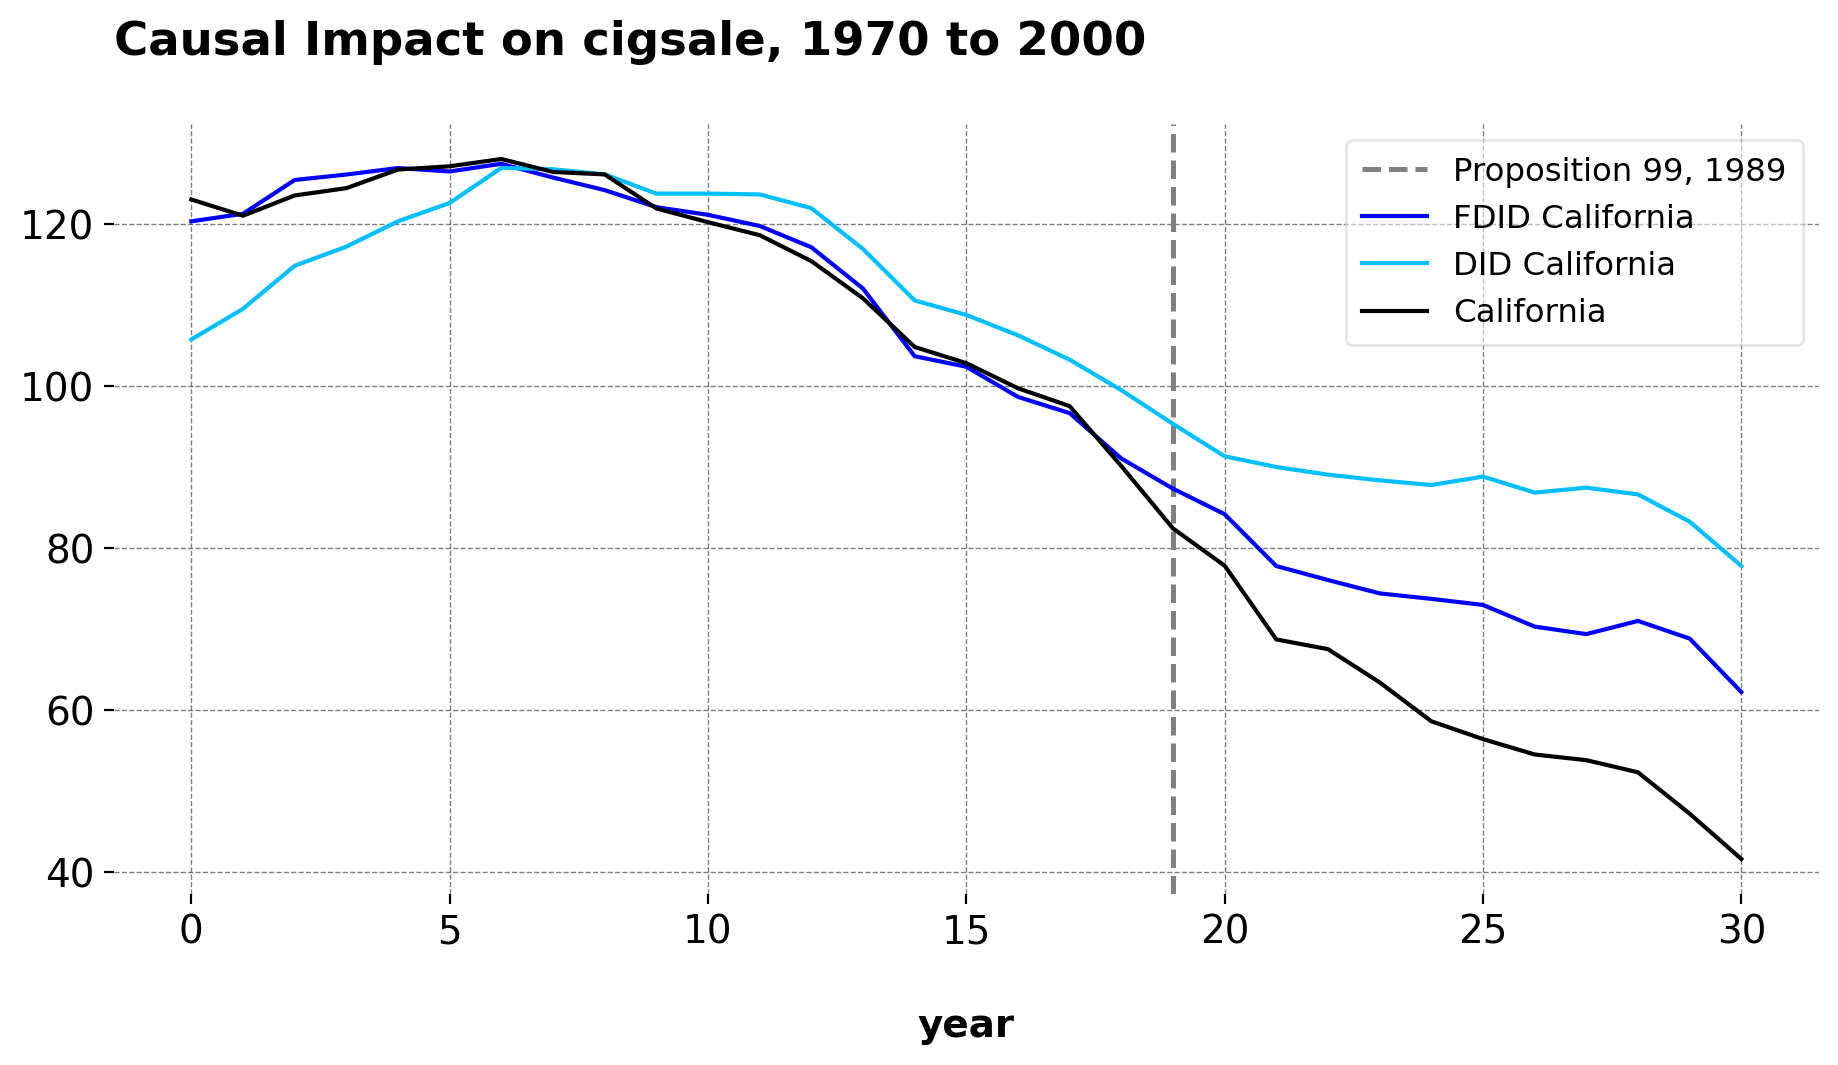 Causal Impact on cigsale, 1970 to 2000
Proposition 99, 1989
FDID California
DID California
California
120
100
80
60
40
0 5 10 15 20 25 30
year